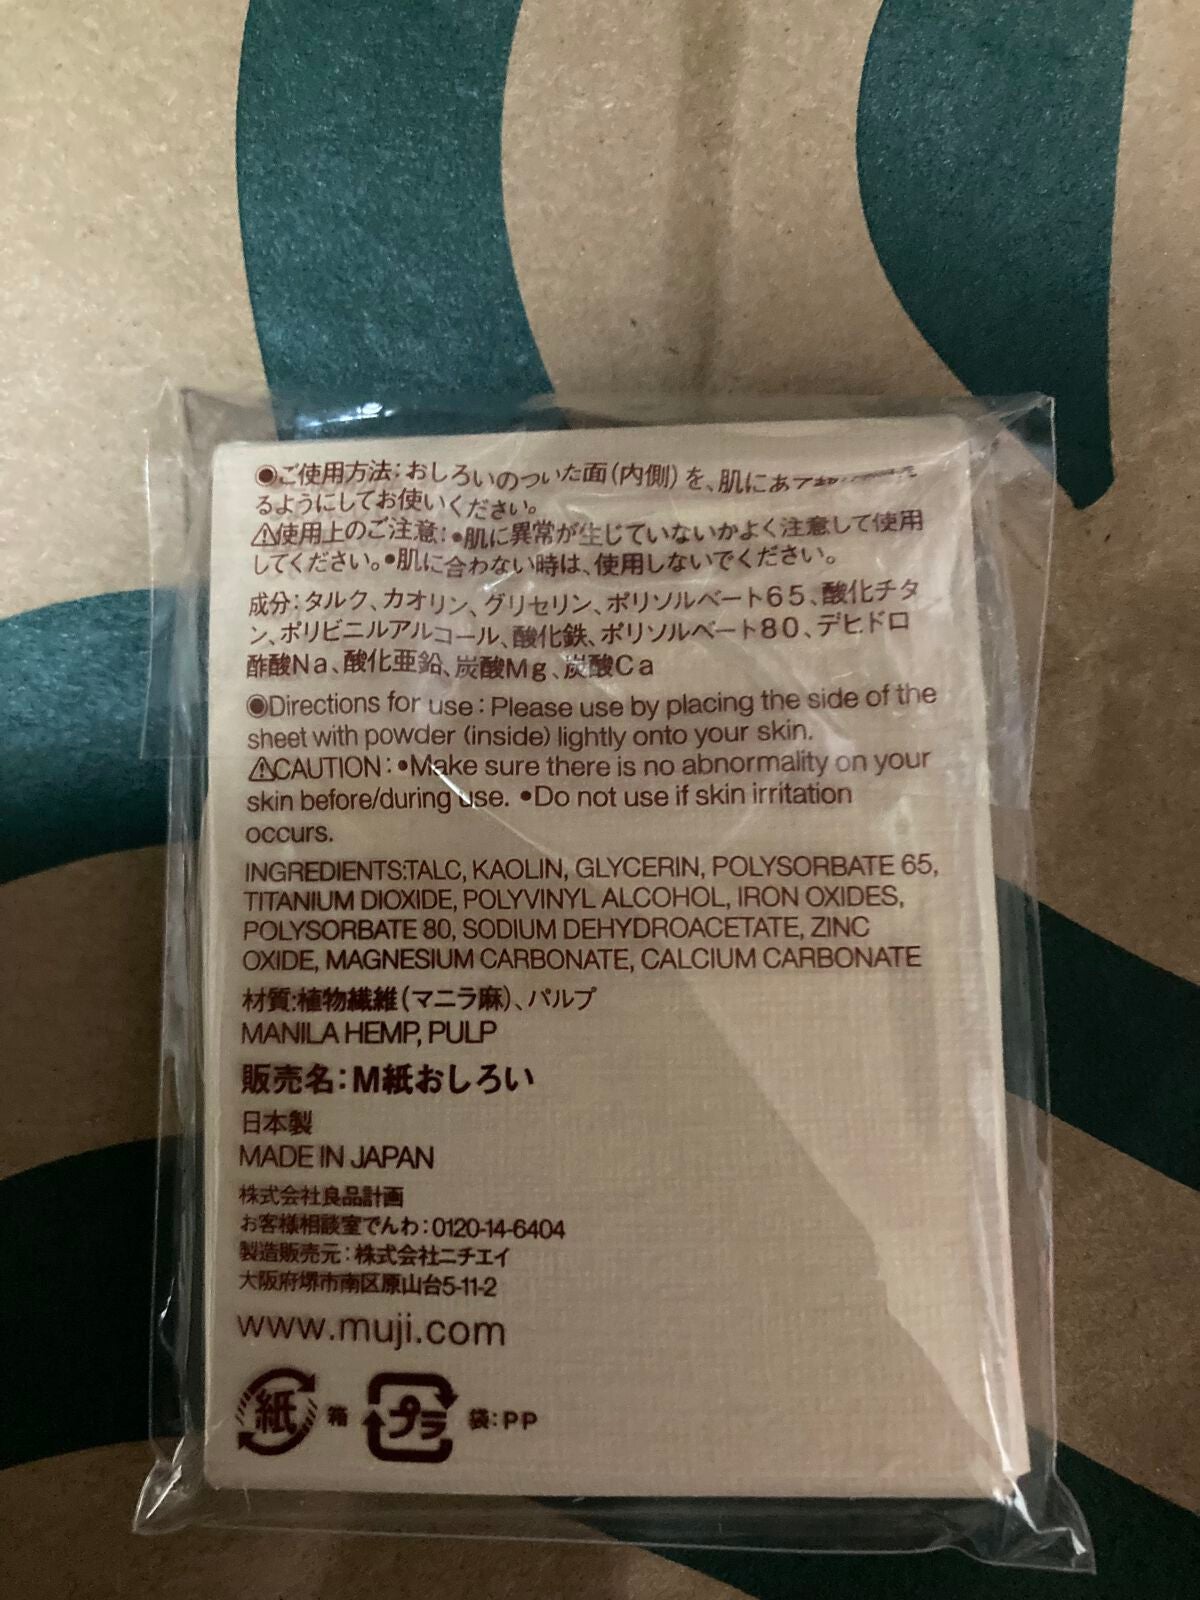 ◉ご使用方法:おしろいのついた面(内側)を、肌にあ
るようにしてお使いください。
⚠使用上のご注意:•肌に異常が生じていないかよく注意して使用
してください。•肌に合わない時は、使用しないでください。
成分:タルク、カオリン、グリセリン、ポリソルベート65、酸化チタ
ン、ポリビニルアルコール、酸化鉄、ポリソルベート80、デヒドロ
酢酸Na、酸化亜鉛、炭酸Mg、炭酸Ca
◉Directions for use:Please use by placing the side of the
sheet with powder (inside) lightly onto your skin.
⚠CAUTION:•Make sure there is no abnormality on your
skin before/during use. •Do not use if skin irritation
occurs.
INGREDIENTS:TALC, KAOLIN, GLYCERIN, POLYSORBATE 65,
TITANIUM DIOXIDE, POLYVINYL ALCOHOL, IRON OXIDES,
POLYSORBATE 80, SODIUM DEHYDROACETATE, ZINC
OXIDE, MAGNESIUM CARBONATE, CALCIUM CARBONATE
材質:植物繊維(マニラ麻)、パルプ
MANILA HEMP, PULP
販売名:M紙おしろい
日本製
MADE IN JAPAN
株式会社良品計画
お客様相談室でんわ:0120-14-6404
製造販売元:株式会社ニチエイ
大阪府堺市南区原山台5-11-2
www.muji.com
紙 箱 プラ 袋:PP